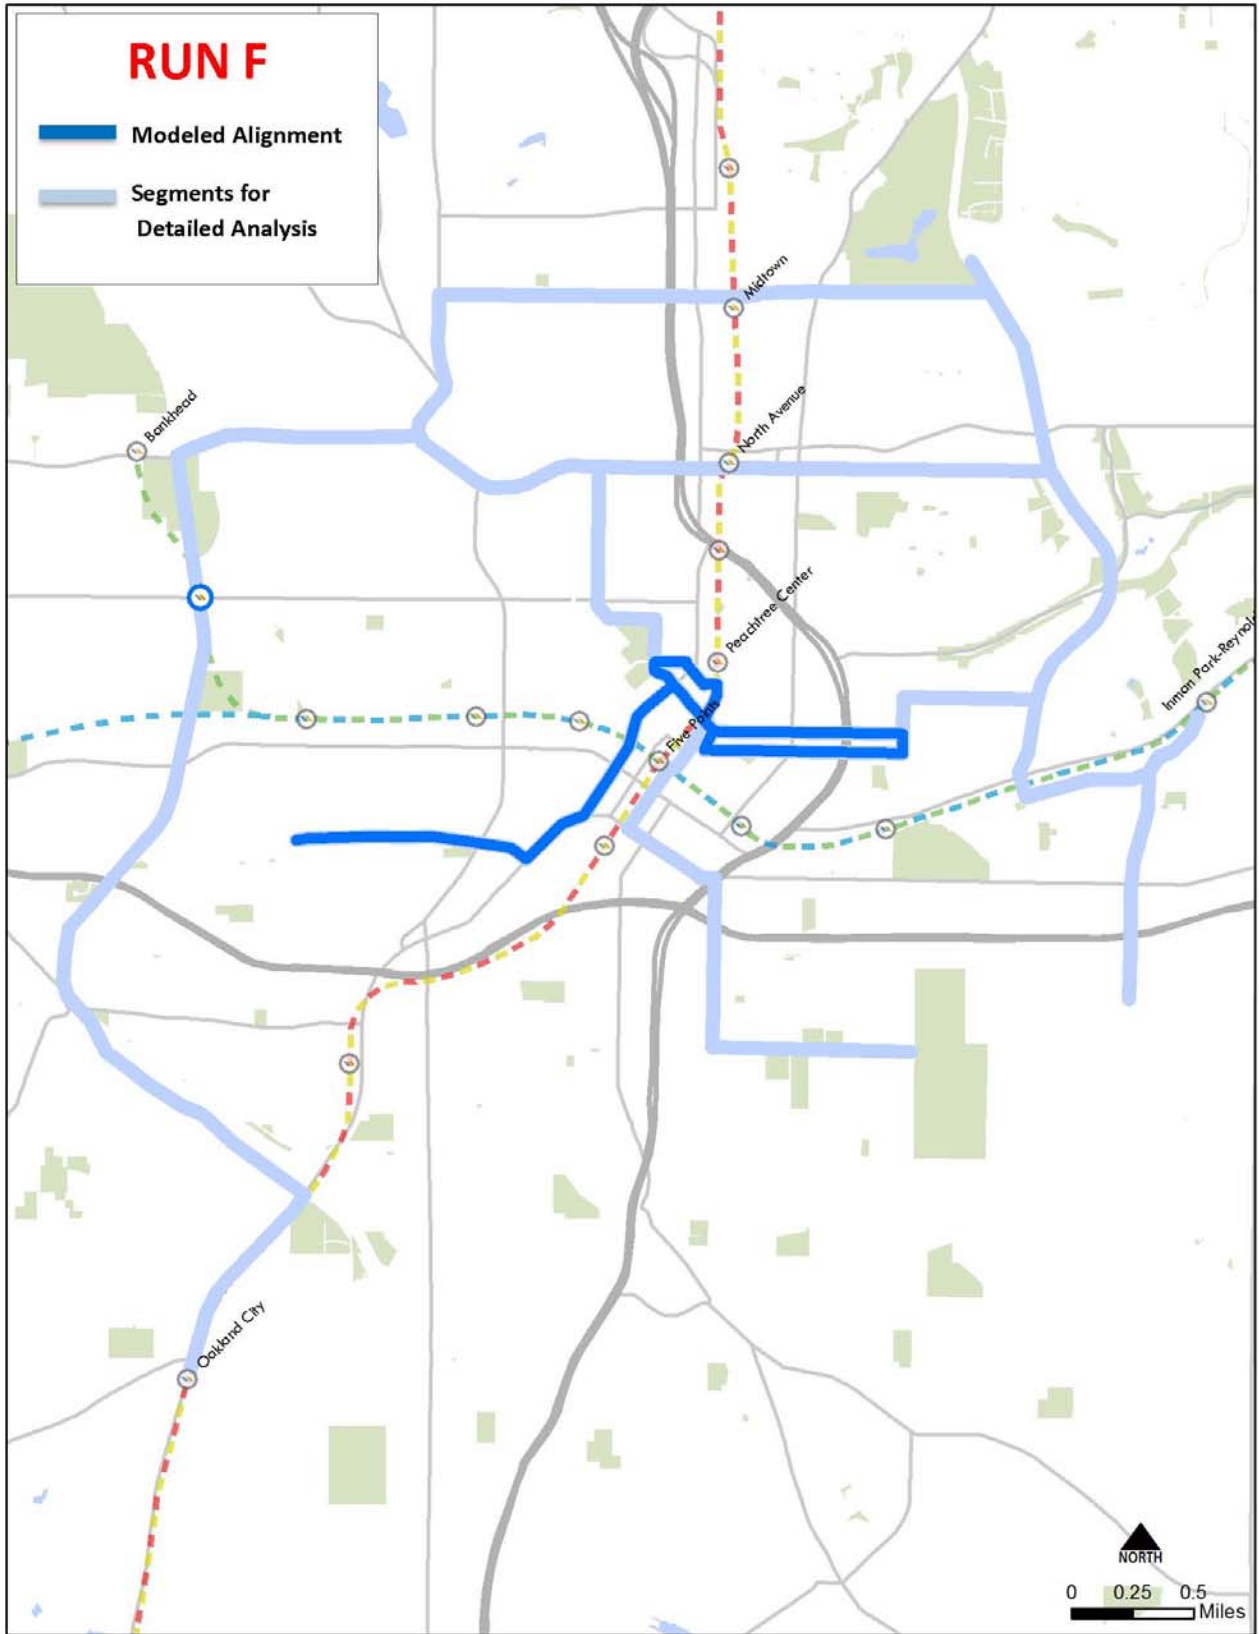 RUN F
Modeled Alignment
Segments for
Detailed Analysis
Midtown
North Avenue
Bankhead
Peachtree Center
Inman Park-Reynol
Five Points
Oakland City
NORTH
0 0.25 0.5
Miles